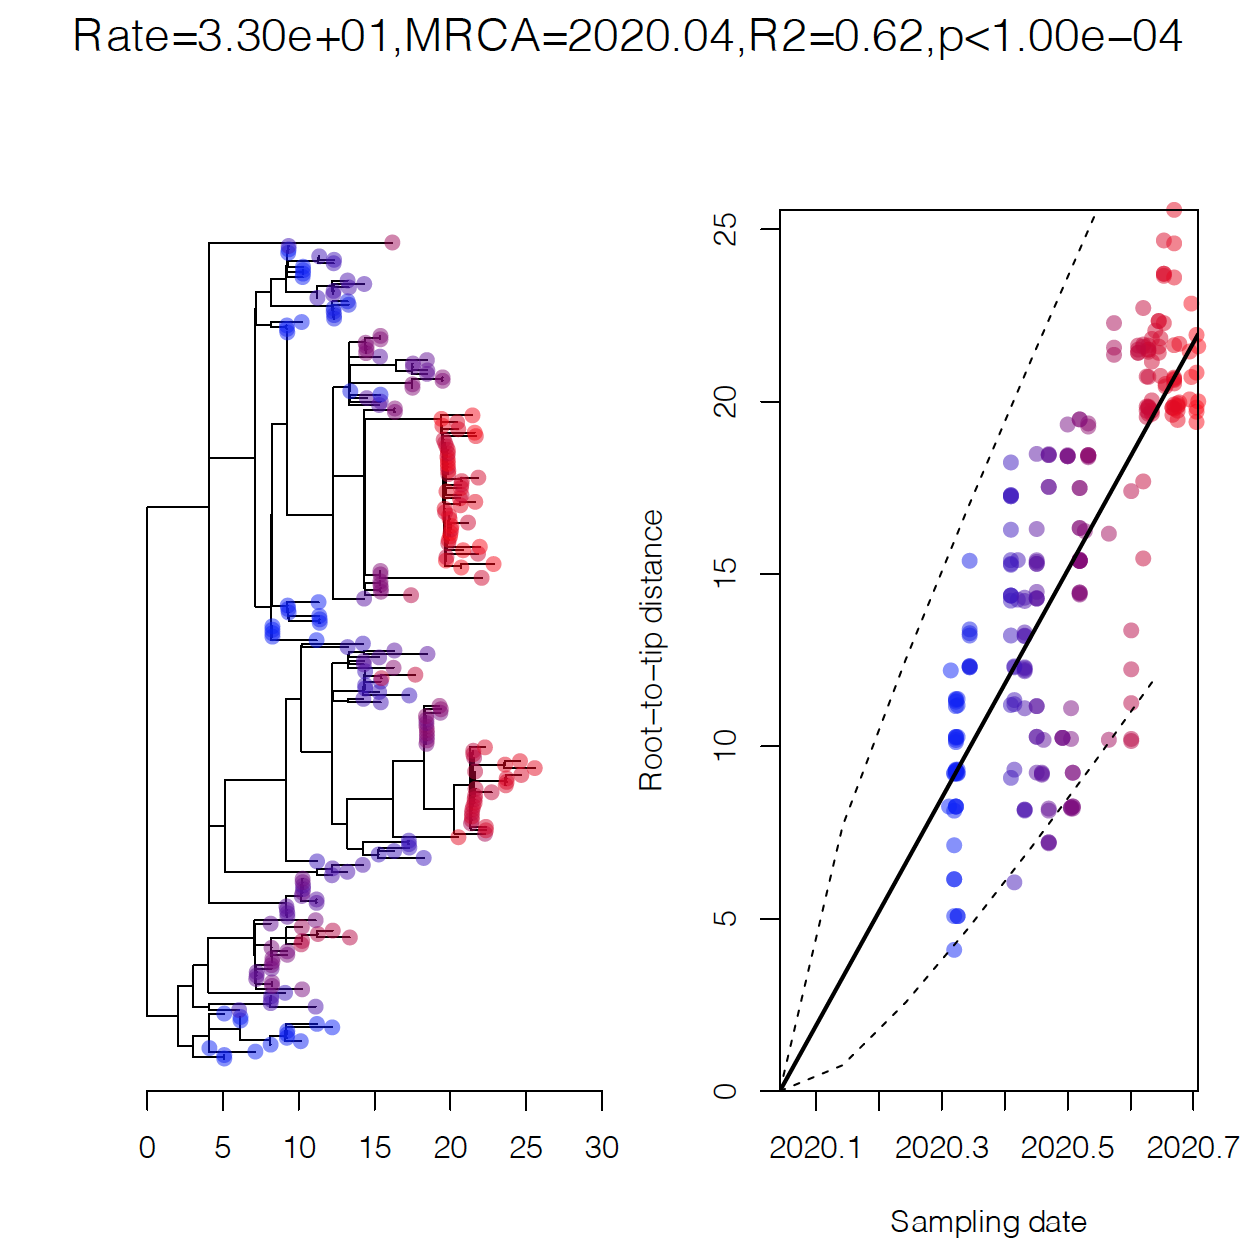 Rate=3.30e+01,MRCA=2020.04,R2=0.62,p<1.00e−04
0 5 10 15 20 25 30
Root−to−tip distance
0 5 10 15 20 25
2020.1 2020.3 2020.5 2020.7
Sampling date